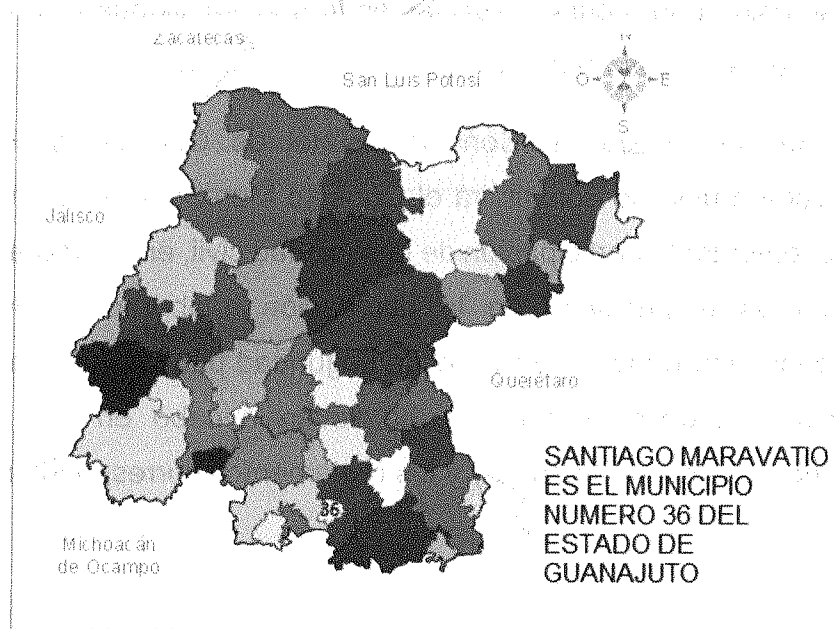 Zacatecas
San Luis Potosí
N
O E
S
Jalisco
Querétaro
SANTIAGO MARAVATIO
ES EL MUNICIPIO
NUMERO 36 DEL
ESTADO DE
GUANAJUTO
36
Michoacán
de Ocampo